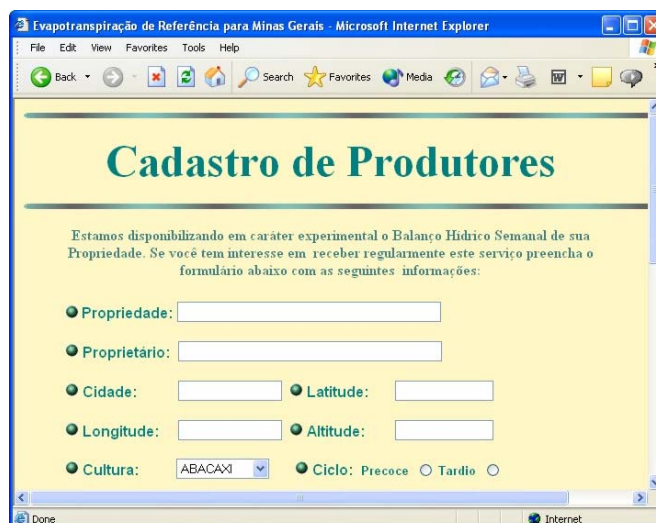 Evapotranspiração de Referência para Minas Gerais - Microsoft Internet Explorer
File Edit View Favorites Tools Help
Back Search Favorites Media
Cadastro de Produtores
Estamos disponibilizando em caráter experimental o Balanço Hídrico Semanal de sua
Propriedade. Se você tem interesse em receber regularmente este serviço preencha o
formulário abaixo com as seguintes informações:
Propriedade:
Proprietário:
Cidade: Latitude:
Longitude: Altitude:
Cultura: ABACAXI Ciclo: Precoce Tardio
Done Internet